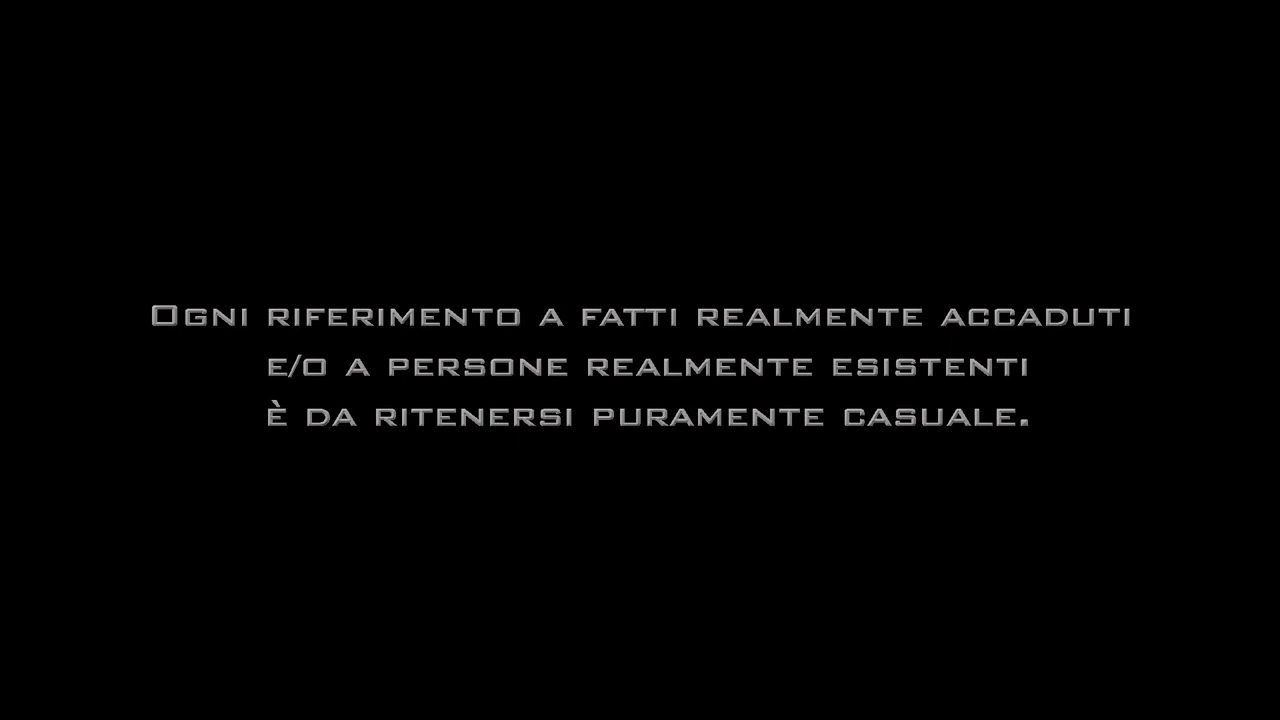 Ogni riferimento a fatti realmente accaduti
e/o a persone realmente esistenti
è da ritenersi puramente casuale.